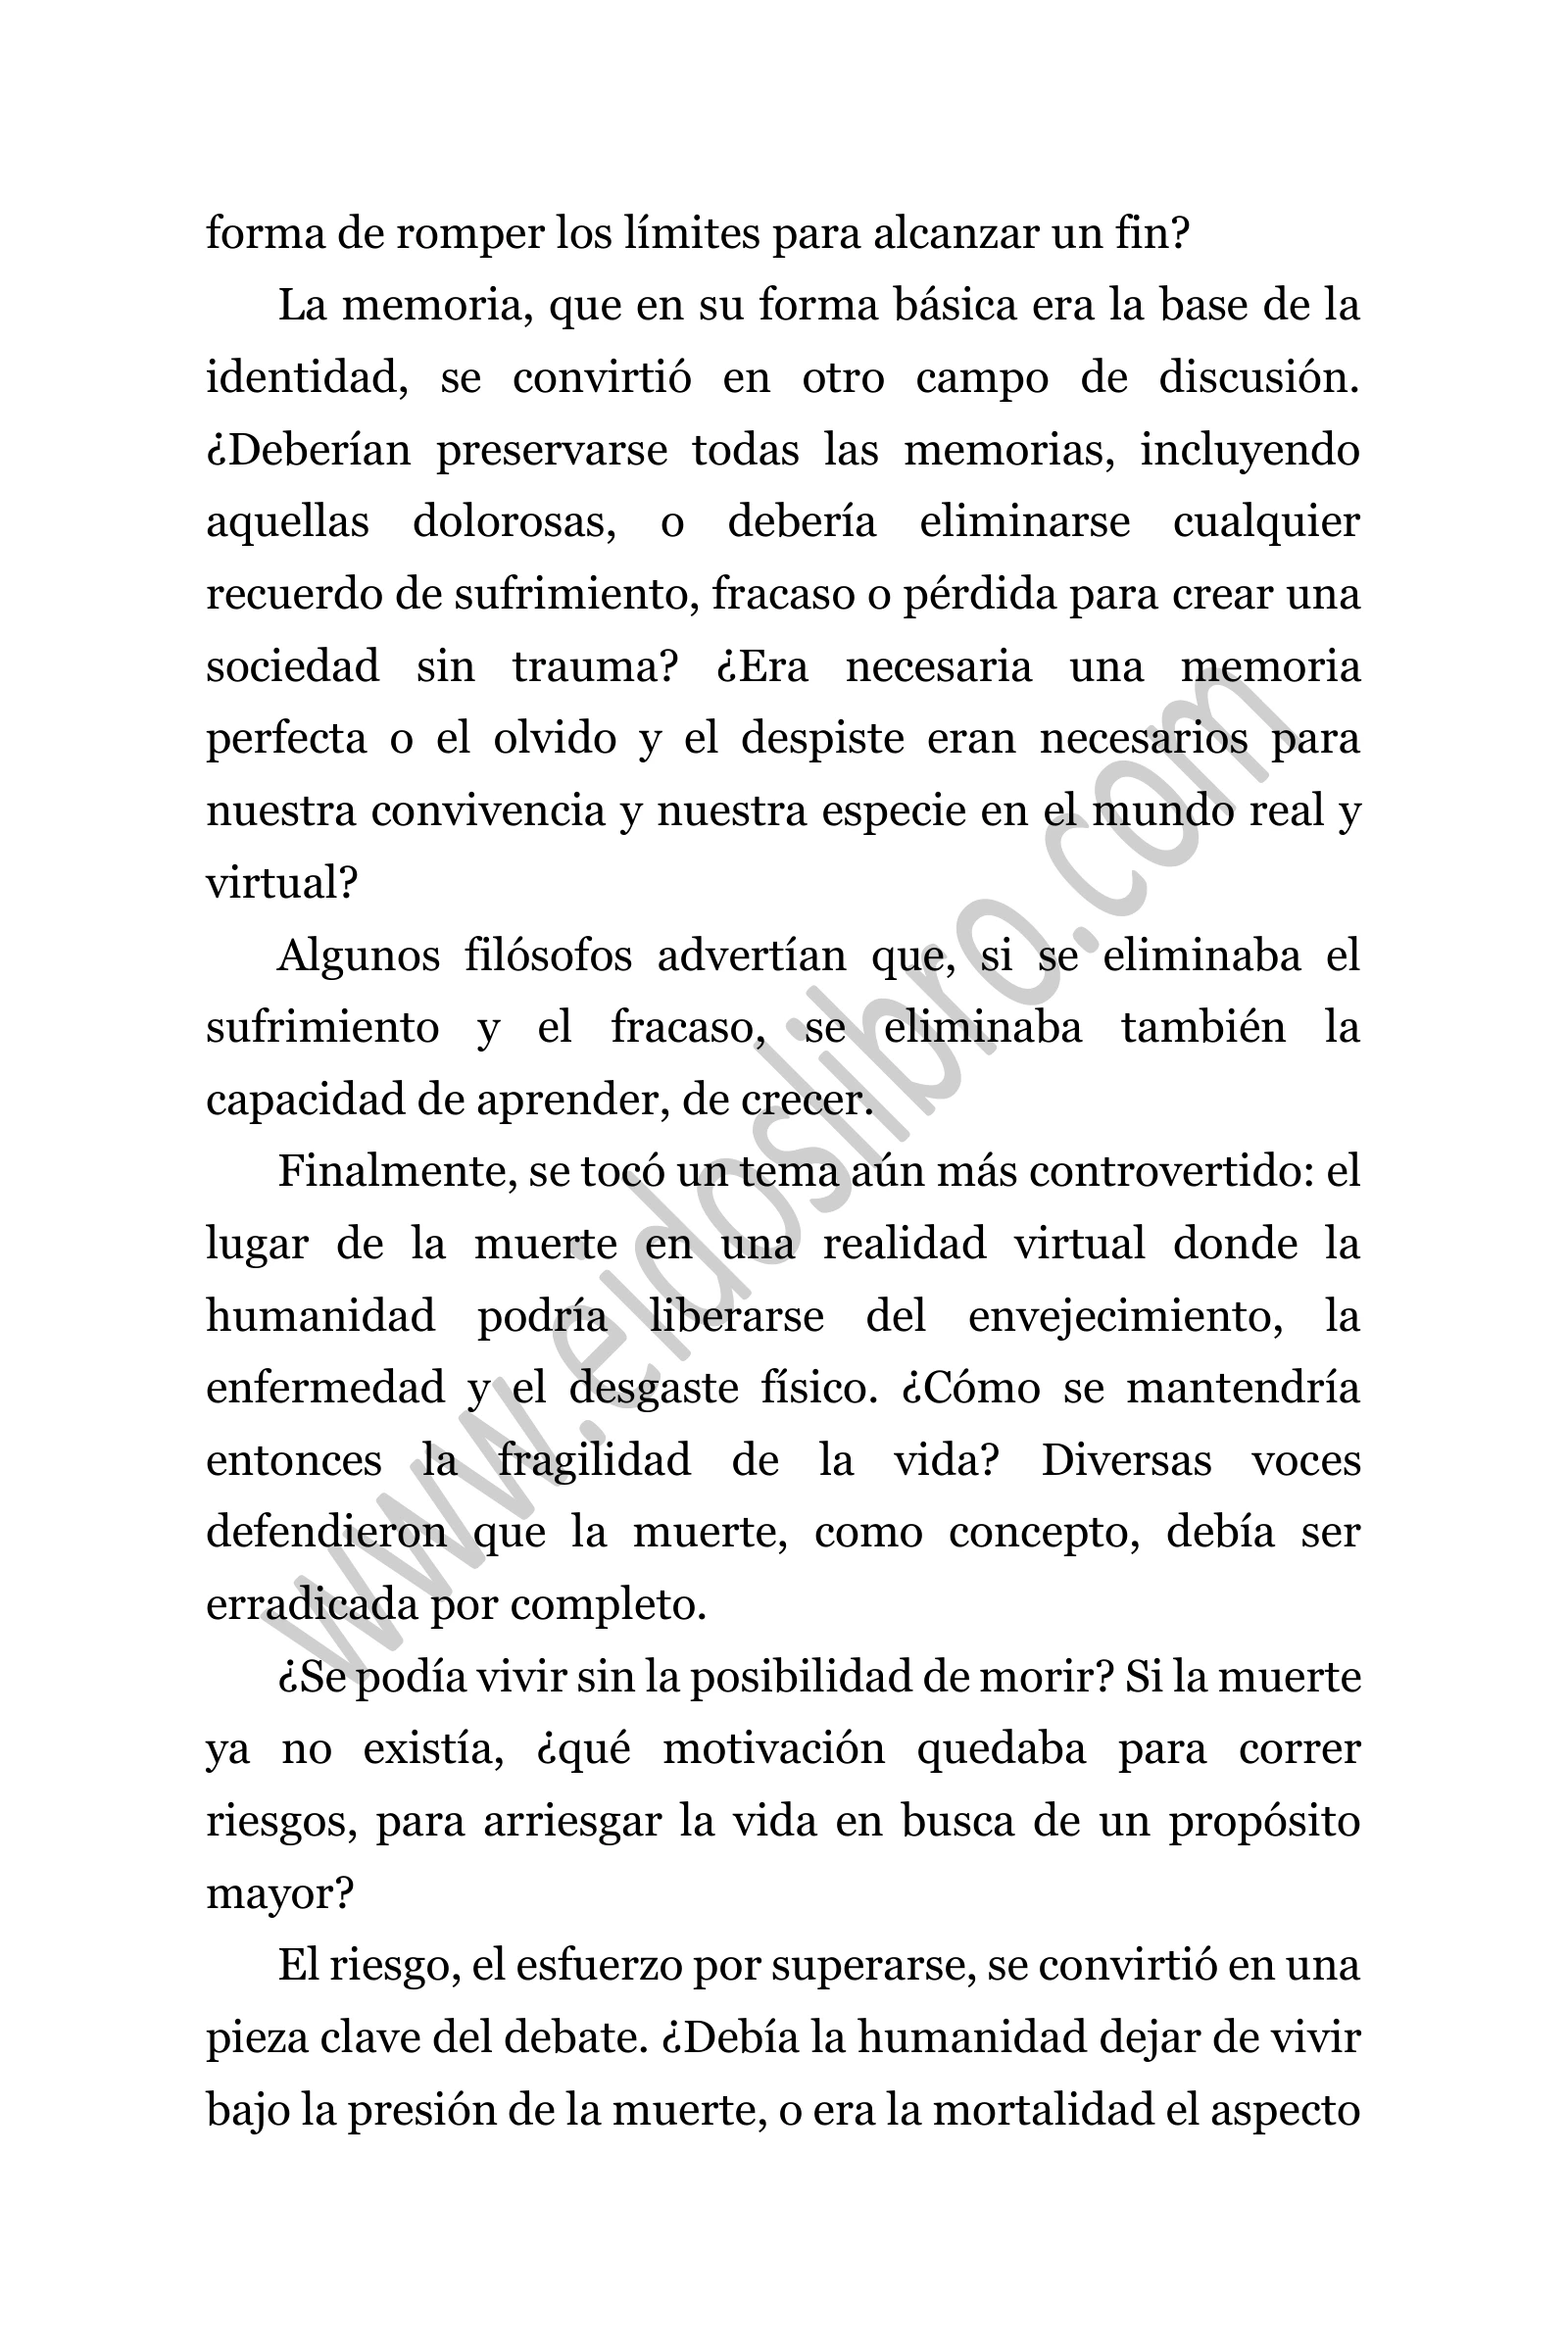 forma de romper los límites para alcanzar un fin?
La memoria, que en su forma básica era la base de la
identidad, se convirtió en otro campo de discusión.
¿Deberían preservarse todas las memorias, incluyendo
aquellas dolorosas, o debería eliminarse cualquier
recuerdo de sufrimiento, fracaso o pérdida para crear una
sociedad sin trauma? ¿Era necesaria una memoria
perfecta o el olvido y el despiste eran necesarios para
nuestra convivencia y nuestra especie en el mundo real y
virtual?
Algunos filósofos advertían que, si se eliminaba el
sufrimiento y el fracaso, se eliminaba también la
capacidad de aprender, de crecer.
Finalmente, se tocó un tema aún más controvertido: el
lugar de la muerte en una realidad virtual donde la
humanidad podría liberarse del envejecimiento, la
enfermedad y el desgaste físico. ¿Cómo se mantendría
entonces la fragilidad de la vida? Diversas voces
defendieron que la muerte, como concepto, debía ser
erradicada por completo.
¿Se podía vivir sin la posibilidad de morir? Si la muerte
ya no existía, ¿qué motivación quedaba para correr
riesgos, para arriesgar la vida en busca de un propósito
mayor?
El riesgo, el esfuerzo por superarse, se convirtió en una
pieza clave del debate. ¿Debía la humanidad dejar de vivir
bajo la presión de la muerte, o era la mortalidad el aspecto
www.eidoslibro.com